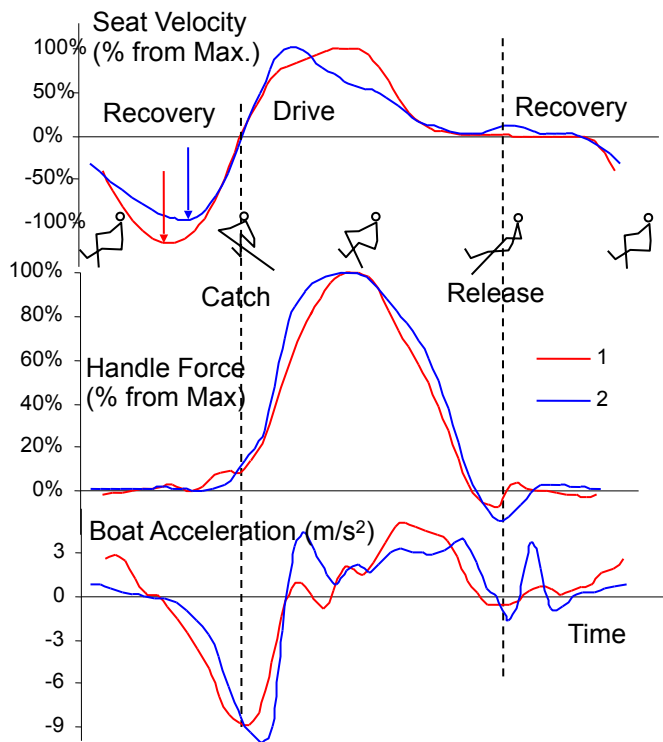 Seat Velocity
(% from Max.)
100%
50%
0%
-50%
-100%
Recovery
Drive
Recovery
Catch
Release
100%
80%
60%
40%
20%
0%
Handle Force
(% from Max)
1
2
Boat Acceleration (m/s²)
3
0
-3
-6
-9
Time